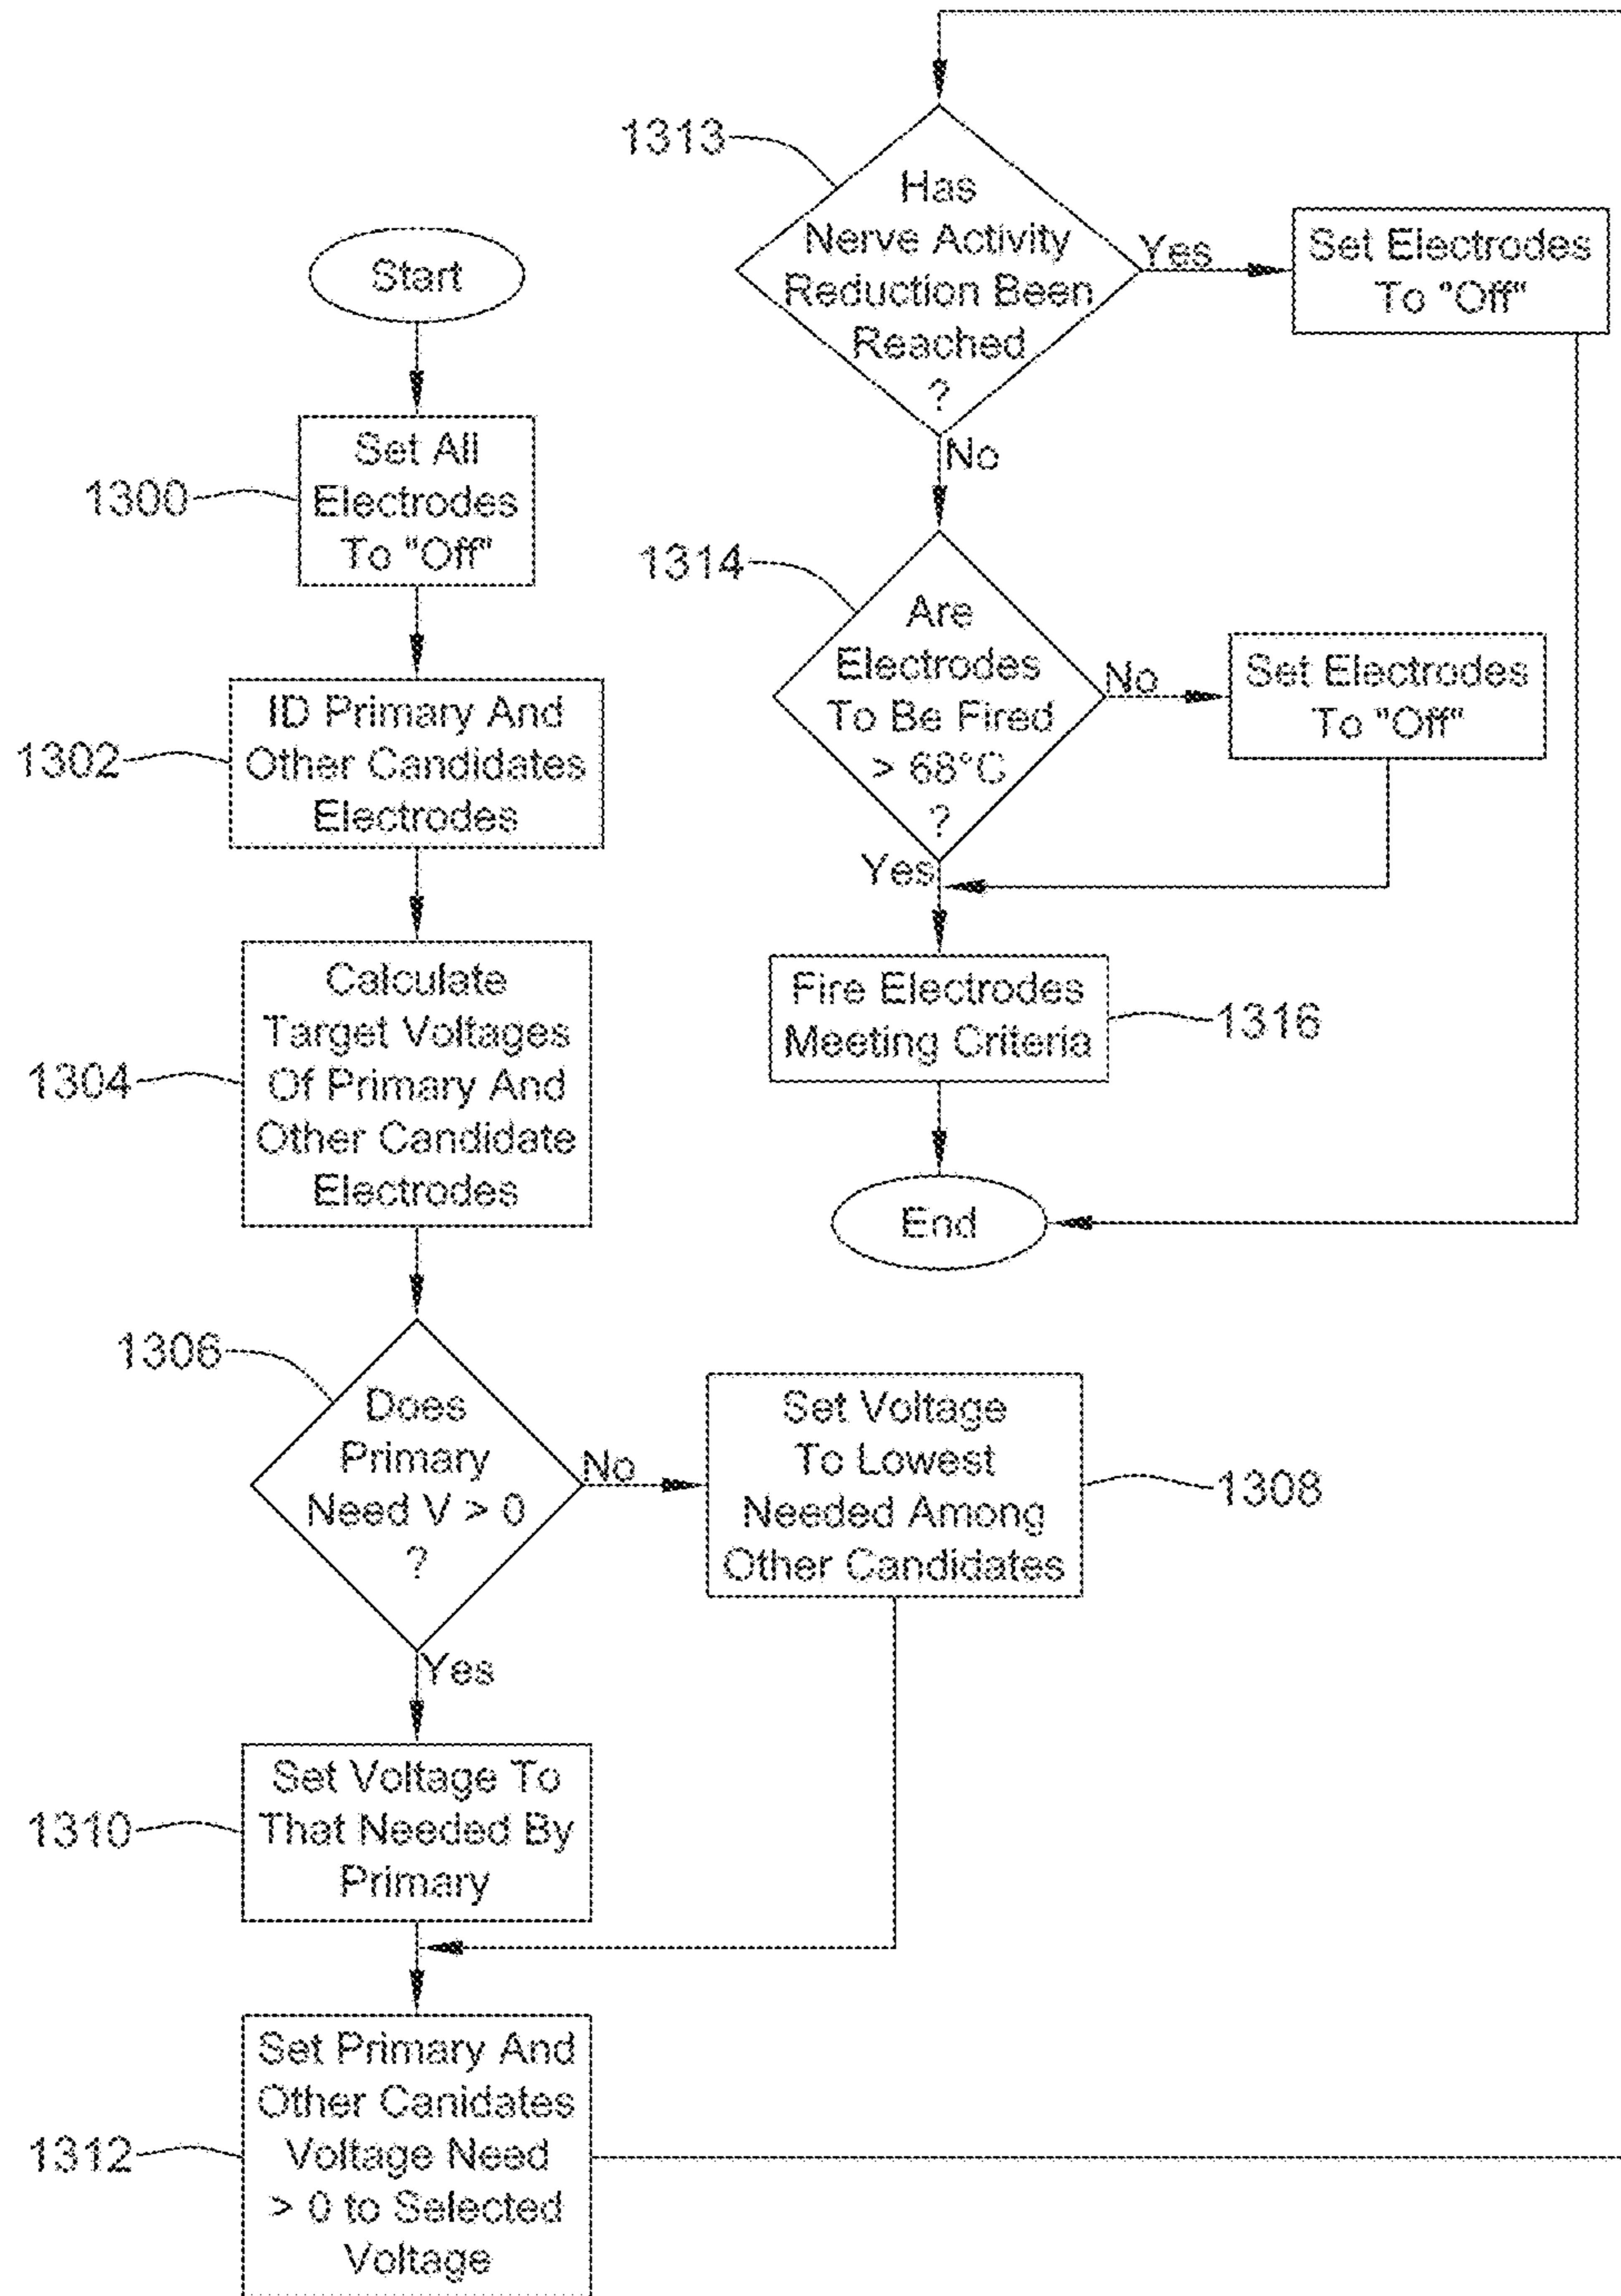 Start
1300
Set All
Electrodes
To "Off"
1302
ID Primary And
Other Candidates
Electrodes
1304
Calculate
Target Voltages
Of Primary And
Other Candidate
Electrodes
1306
Does
Primary
Need V > 0
?
No
Yes
Set Voltage
To Lowest
Needed Among
Other Candidates
1308
1310
Set Voltage To
That Needed By
Primary
1312
Set Primary And
Other Canidates
Voltage Need
> 0 to Selected
Voltage
1313
Has
Nerve Activity
Reduction Been
Reached
?
Yes
No
Set Electrodes
To "Off"
1314
Are
Electrodes
To Be Fired
> 68°C
?
No
Yes
Set Electrodes
To "Off"
Fire Electrodes
Meeting Criteria
1316
End